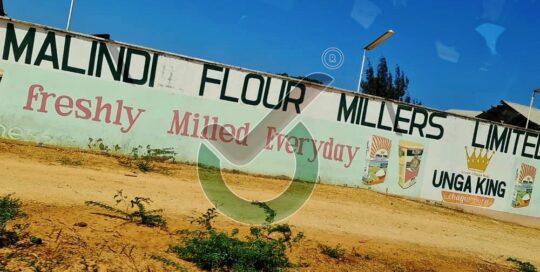 MALINDI FLOUR MILLERS LIMITED
freshly Milled Everyday
UNGA KING